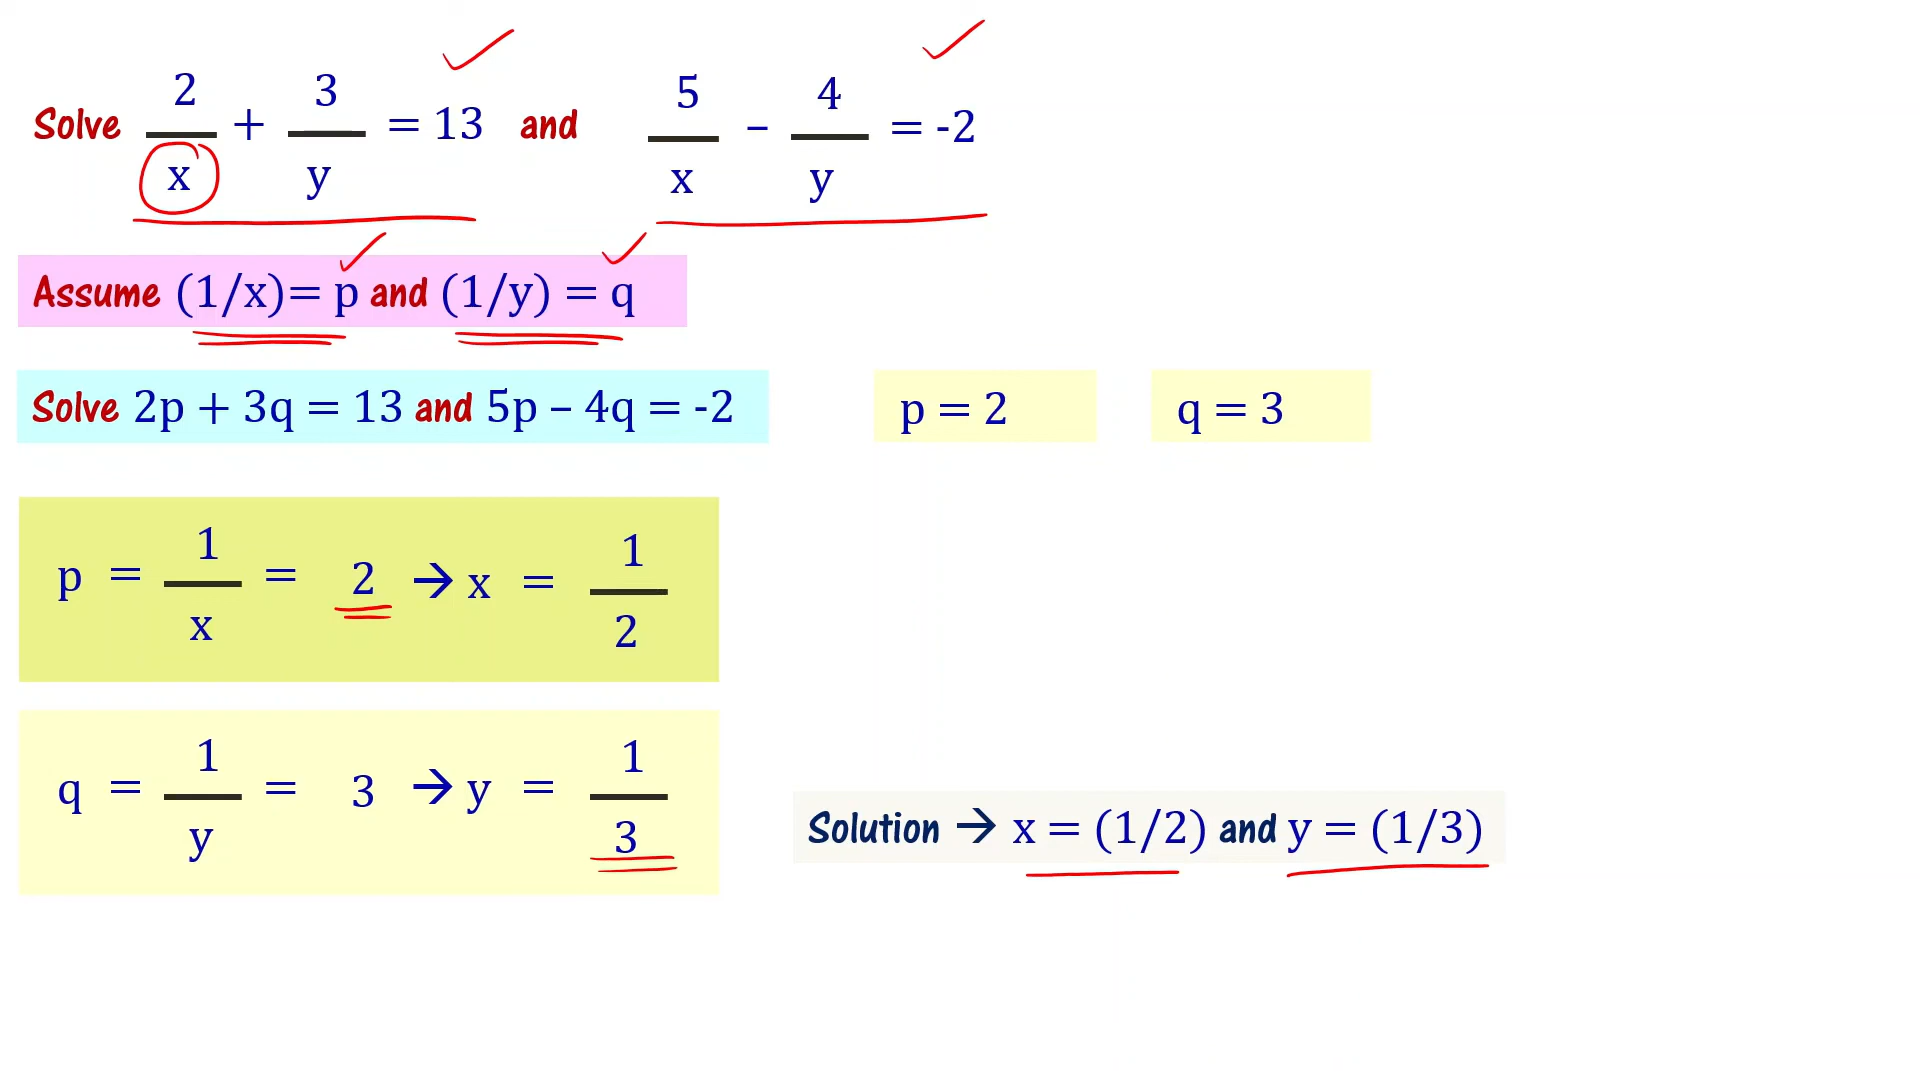 Solve 2/x + 3/y = 13 and 5/x – 4/y = -2
Assume (1/x)= p and (1/y) = q
Solve 2p + 3q = 13 and 5p – 4q = -2
p = 2
q = 3
p = 1/x = 2 → x = 1/2
q = 1/y = 3 → y = 1/3
Solution → x = (1/2) and y = (1/3)